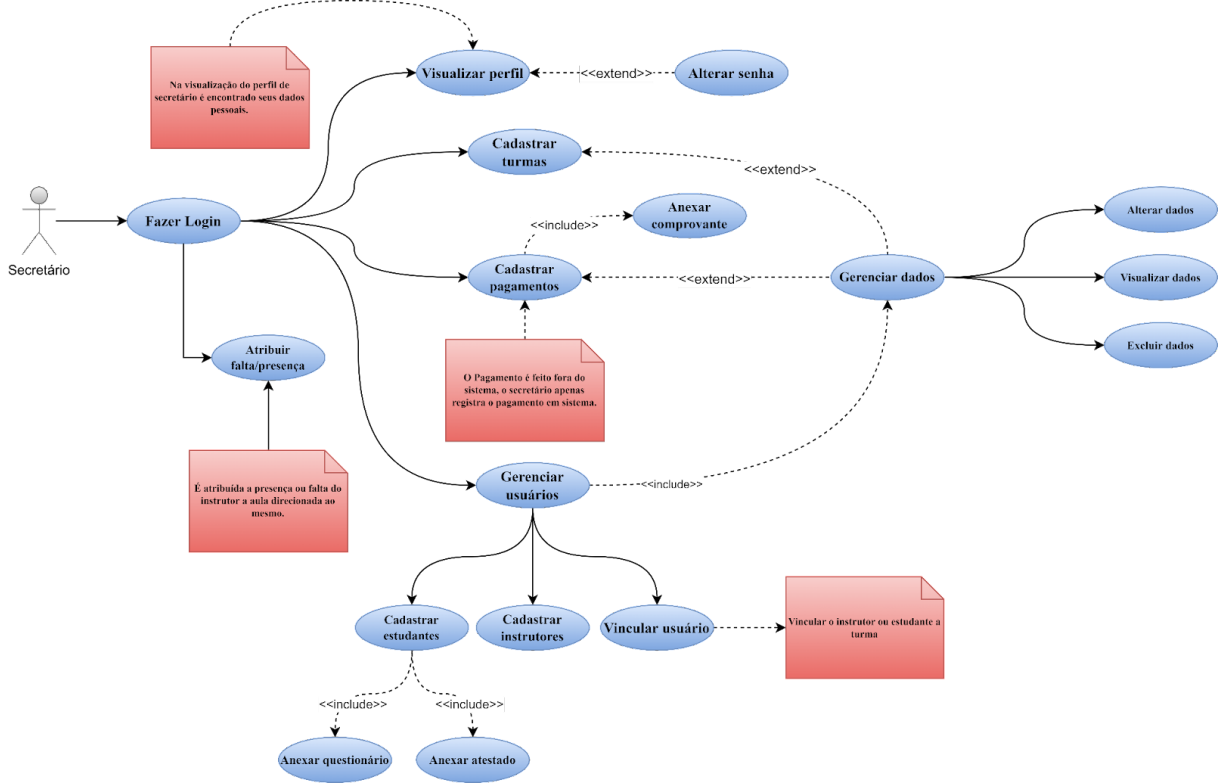 Na visualização do perfil de
secretário é encontrado seus dados
pessoais.
Visualizar perfil
<<extend>>
Alterar senha
Cadastrar
turmas
<<extend>>
Secretário
Fazer Login
Anexar
comprovante
<<include>>
Cadastrar
pagamentos
<<extend>>
Gerenciar dados
Alterar dados
Visualizar dados
Excluir dados
Atribuir
falta/presença
O Pagamento é feito fora do
sistema, o secretário apenas
registra o pagamento em sistema.
É atribuída a presença ou falta do
instrutor a aula direcionada ao
mesmo.
Gerenciar
usuários
<<include>>
Cadastrar
estudantes
Cadastrar
instrutores
Vincular usuário
Vincular o instrutor ou estudante a
turma
<<include>>
<<include>>
Anexar questionário
Anexar atestado